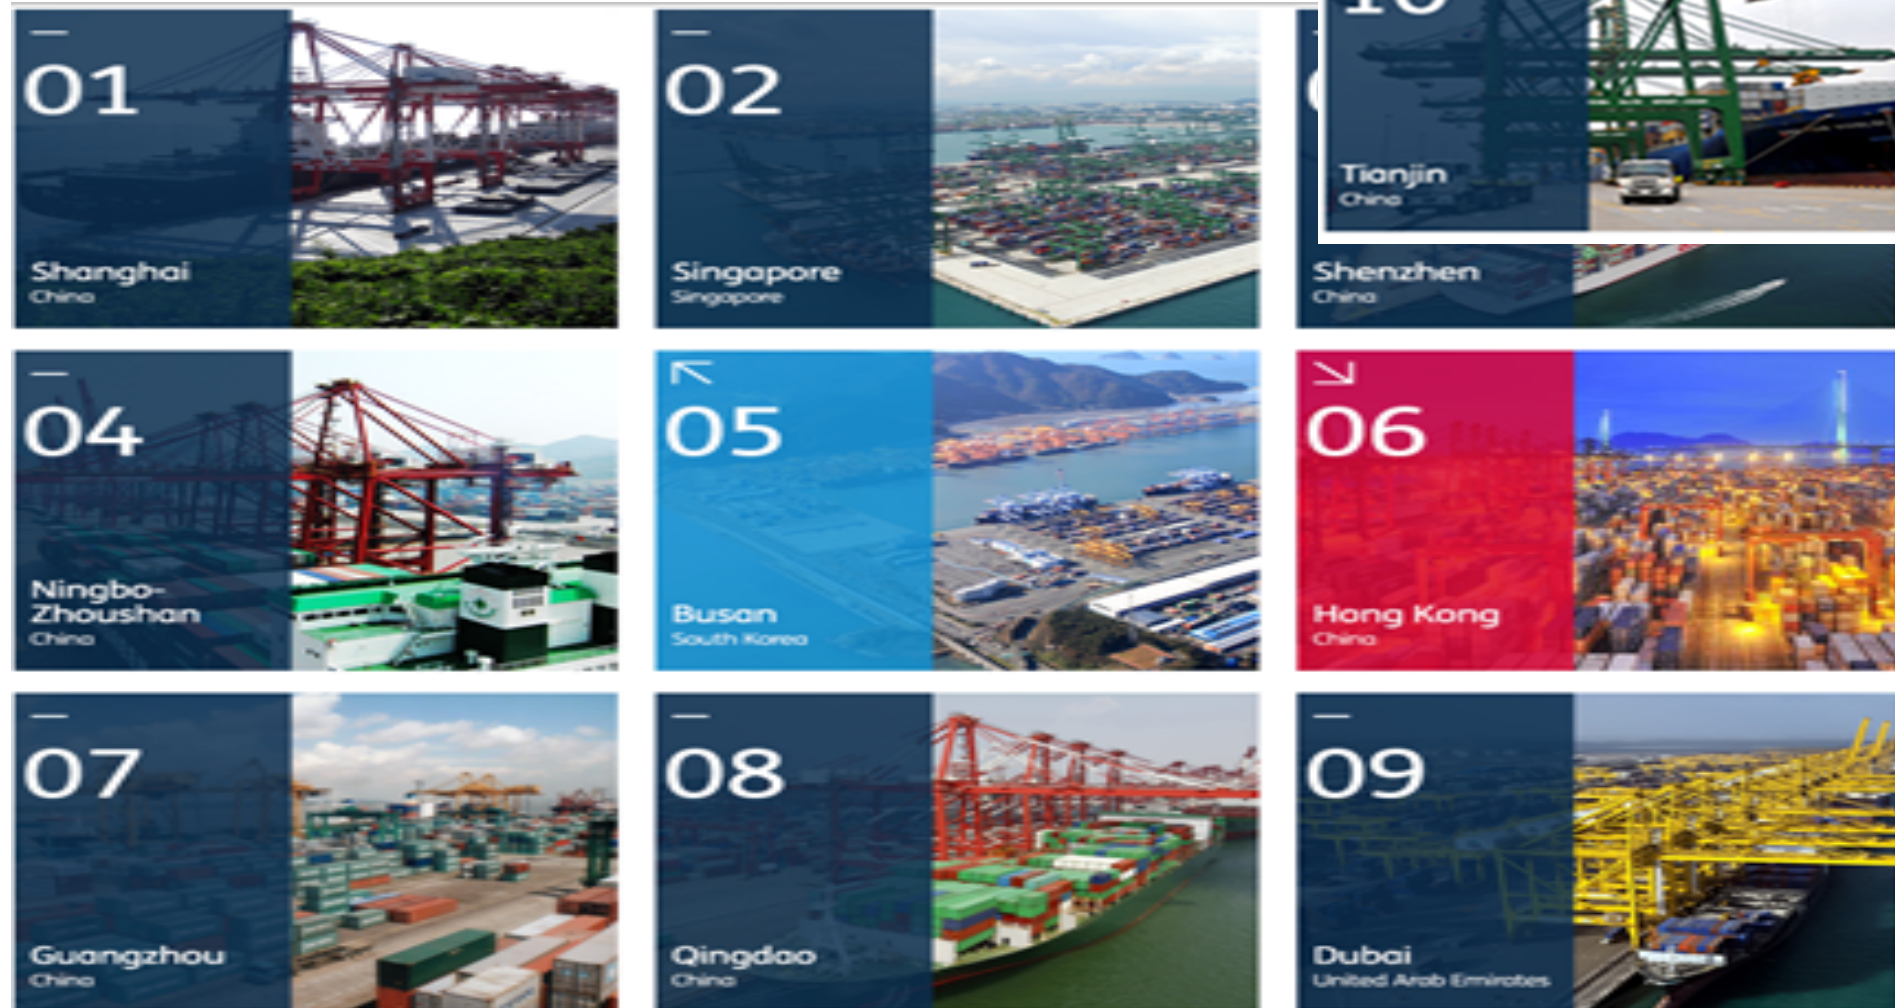 01
Shanghai
China
02
Singapore
Singapore
10
Tianjin
China
Shenzhen
China
04
Ningbo-
Zhoushan
China
05
Busan
South Korea
06
Hong Kong
China
07
Guangzhou
China
08
Qingdao
China
09
Dubai
United Arab Emirates